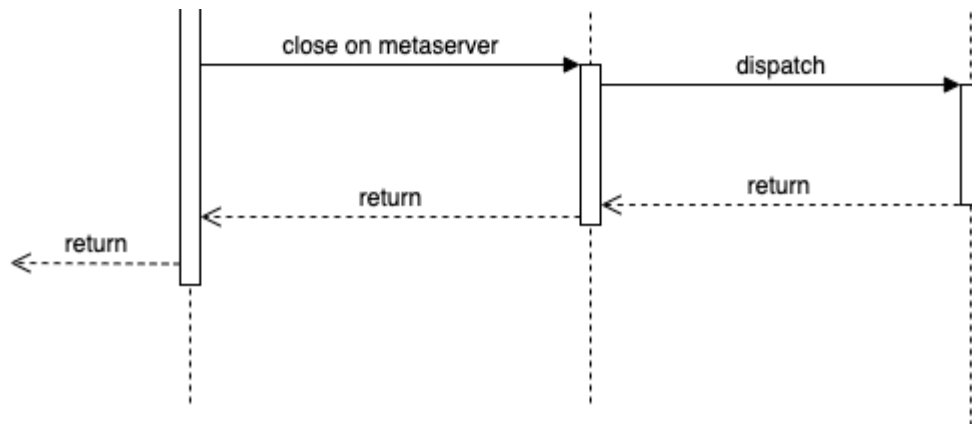 close on metaserver
dispatch
return
return
return